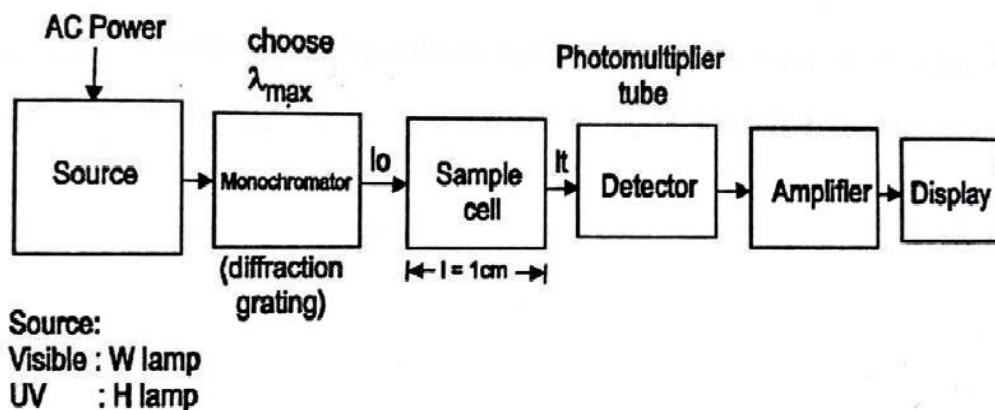 AC Power
choose
λmax
Photomultiplier
tube
Source
Monochromator
Io
Sample
cell
It
Detector
Amplifier
Display
(diffraction
grating)
l = 1cm
Source:
Visible : W lamp
UV : H lamp